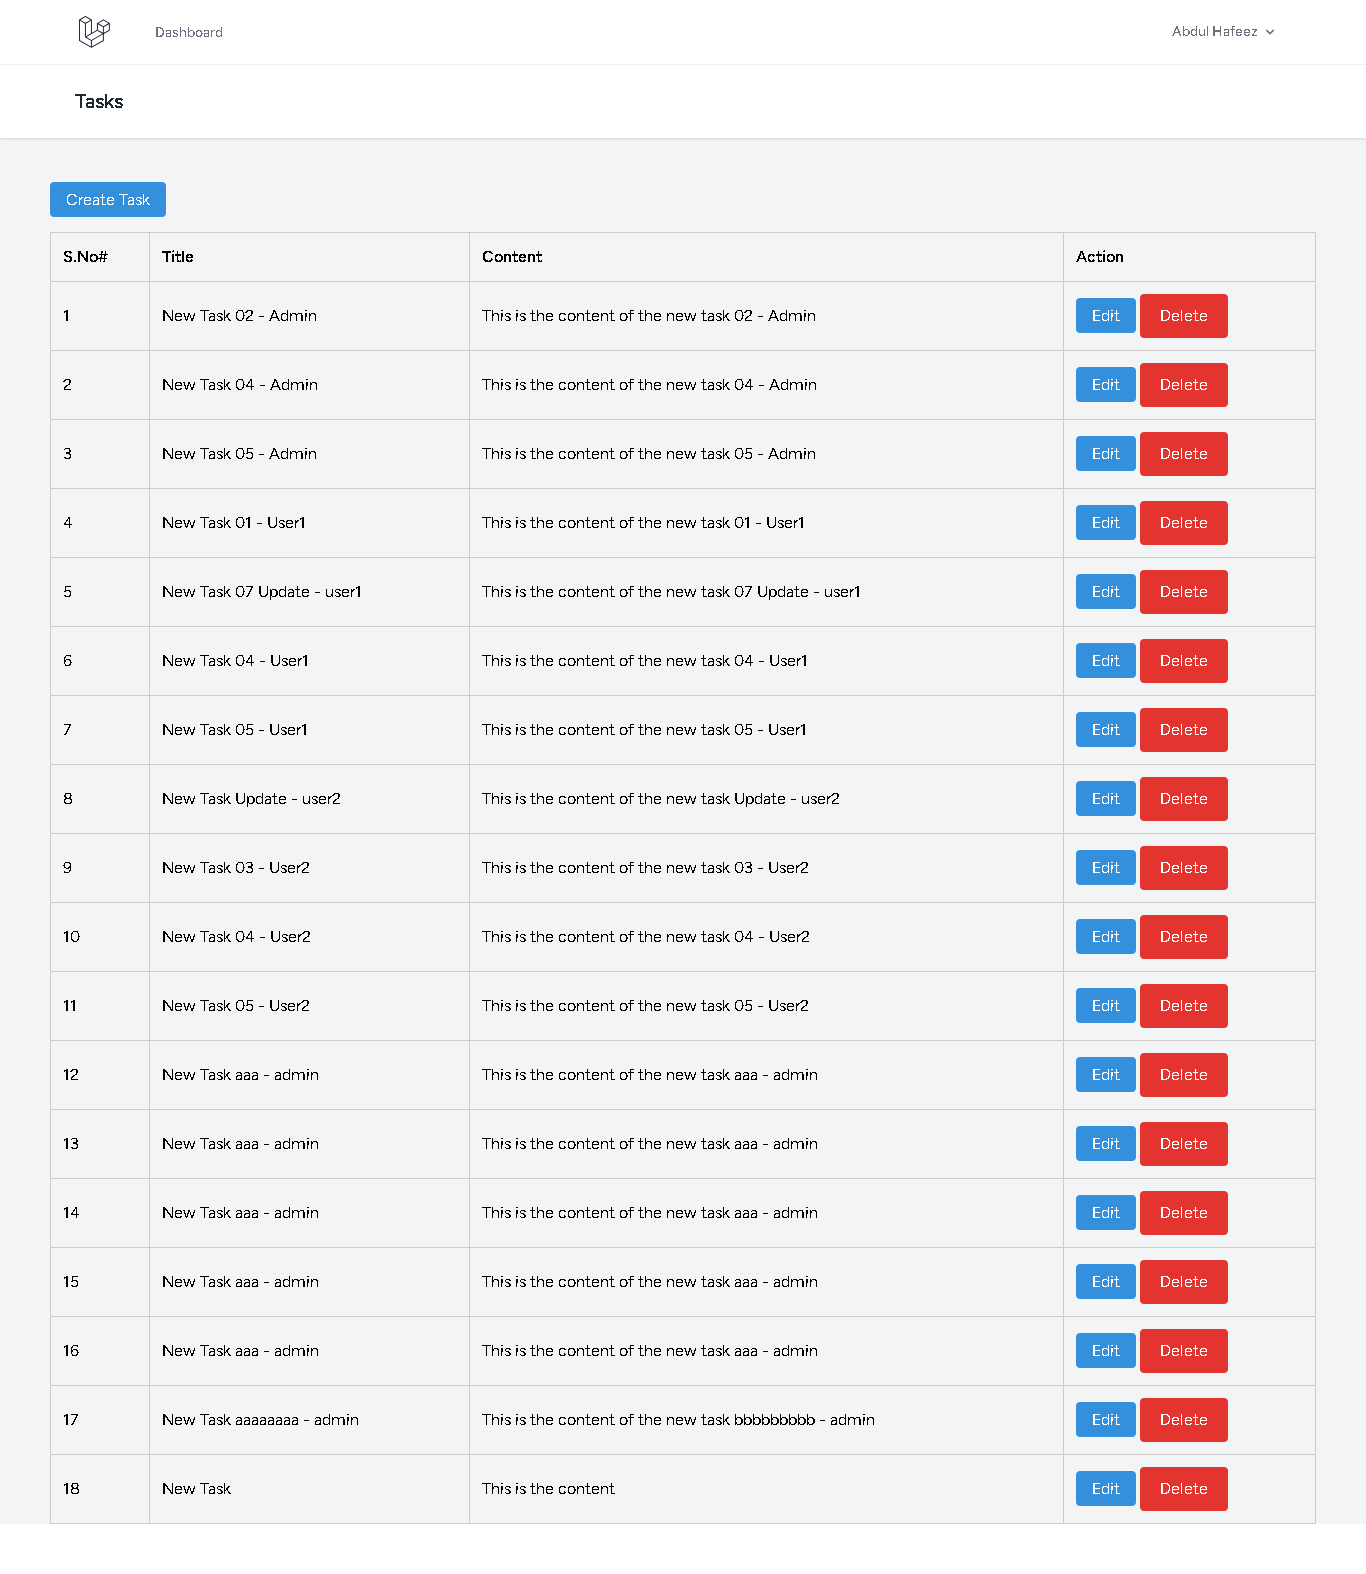 Dashboard Abdul Hafeez
Tasks
Create Task
S.No# Title Content Action
1 New Task 02 - Admin This is the content of the new task 02 - Admin Edit Delete
2 New Task 04 - Admin This is the content of the new task 04 - Admin Edit Delete
3 New Task 05 - Admin This is the content of the new task 05 - Admin Edit Delete
4 New Task 01 - User1 This is the content of the new task 01 - User1 Edit Delete
5 New Task 07 Update - user1 This is the content of the new task 07 Update - user1 Edit Delete
6 New Task 04 - User1 This is the content of the new task 04 - User1 Edit Delete
7 New Task 05 - User1 This is the content of the new task 05 - User1 Edit Delete
8 New Task Update - user2 This is the content of the new task Update - user2 Edit Delete
9 New Task 03 - User2 This is the content of the new task 03 - User2 Edit Delete
10 New Task 04 - User2 This is the content of the new task 04 - User2 Edit Delete
11 New Task 05 - User2 This is the content of the new task 05 - User2 Edit Delete
12 New Task aaa - admin This is the content of the new task aaa - admin Edit Delete
13 New Task aaa - admin This is the content of the new task aaa - admin Edit Delete
14 New Task aaa - admin This is the content of the new task aaa - admin Edit Delete
15 New Task aaa - admin This is the content of the new task aaa - admin Edit Delete
16 New Task aaa - admin This is the content of the new task aaa - admin Edit Delete
17 New Task aaaaaaaa - admin This is the content of the new task bbbbbbbbb - admin Edit Delete
18 New Task This is the content Edit Delete